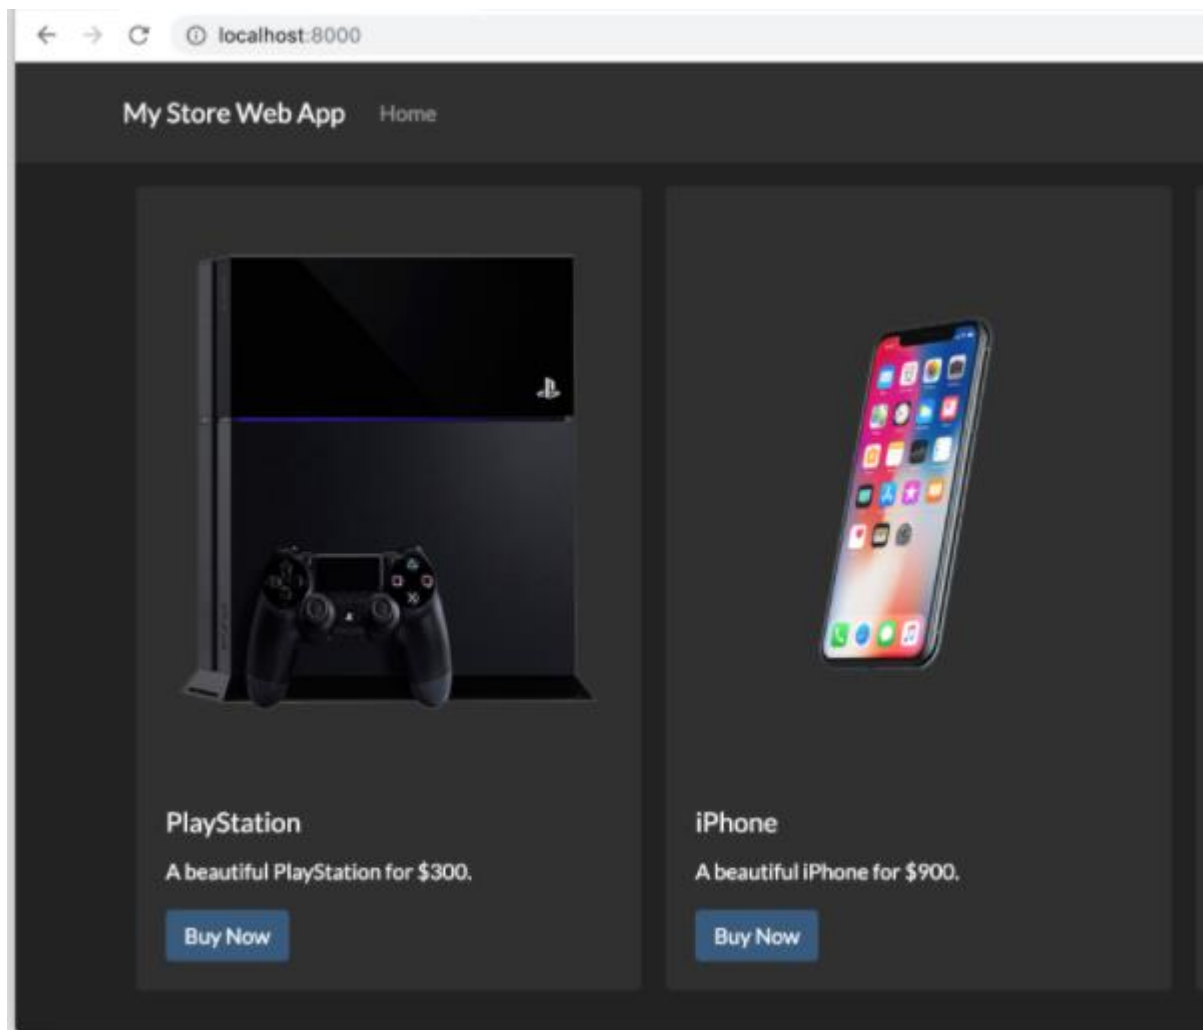 localhost:8000
My Store Web App Home
PlayStation
A beautiful PlayStation for $300.
Buy Now
iPhone
A beautiful iPhone for $900.
Buy Now